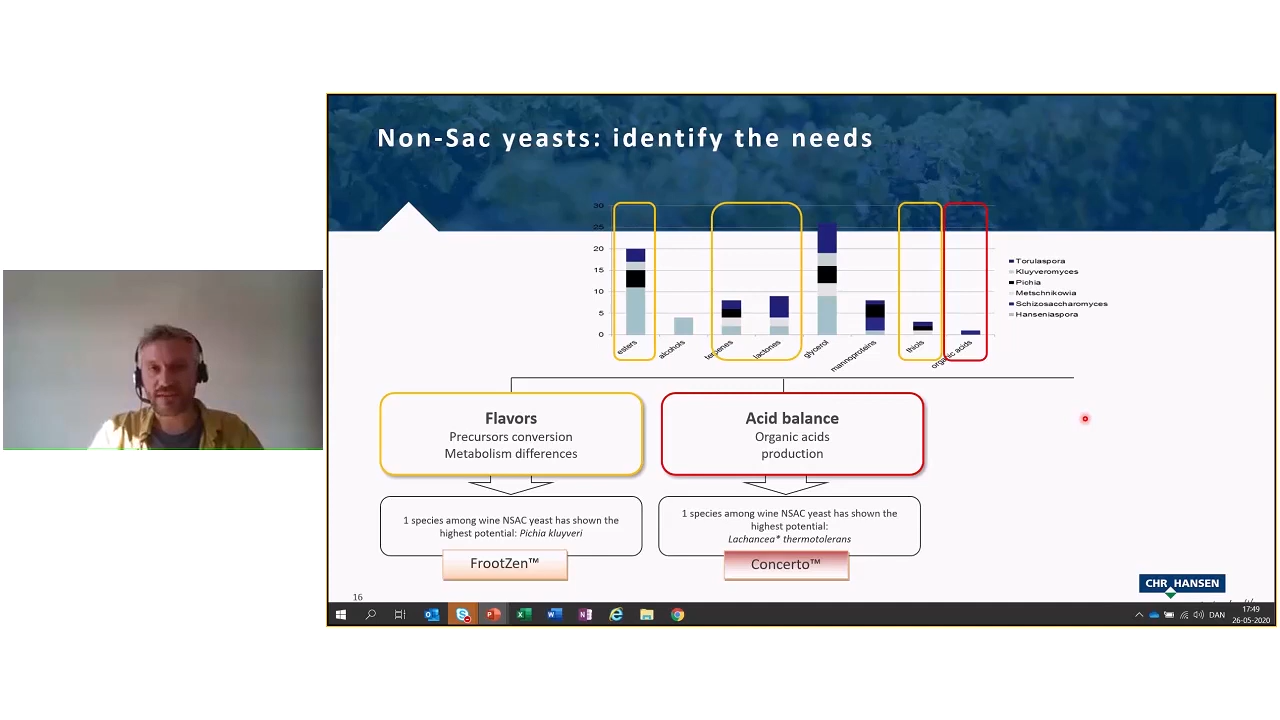 Non-Sac yeasts: identify the needs
30
25
20
15
10
5
0
esters
alcohols
terpenes
lactones
glycerol
mannoproteins
thiols
organic acids
Torulaspora
Kluyveromyces
Pichia
Metschnikowia
Schizosaccharomyces
Hanseniaspora
Flavors
Precursors conversion
Metabolism differences
Acid balance
Organic acids
production
1 species among wine NSAC yeast has shown the
highest potential: Pichia kluyveri
FrootZen™
1 species among wine NSAC yeast has shown the
highest potential:
Lachancea* thermotolerans
Concerto™
CHR HANSEN
16
DAN
17:49
26-05-2020